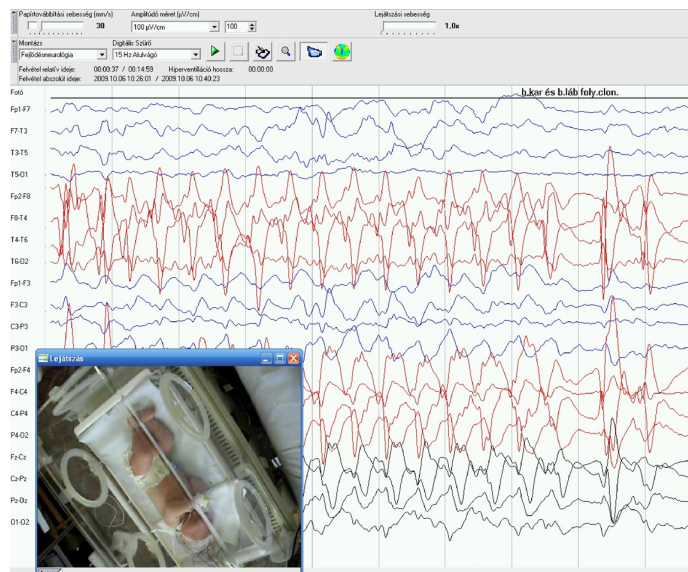 Papírtovábbítási sebesség (mm/s)
Amplitúdó méret (µV/cm)
Lejátszási sebesség
30
100 µV/cm
100
1,0x
Montázs
Digitális Szűrő
Fejlődésneurológia
15 Hz Alulvágó
Felvétel relatív ideje: 00:00:37 / 00:14:59 Hiperventilláció hossza: 00:00:00
Felvétel abszolút ideje: 2009.10.06 10:26:01 / 2009.10.06 10:40:23
Fotó
b.kar és b.láb foly.clon.
Fp1-F7
F7-T3
T3-T5
T5-O1
Fp2-F8
F8-T4
T4-T6
T6-O2
Fp1-F3
F3-C3
C3-P3
P3-O1
Lejátszás
Fp2-F4
F4-C4
C4-P4
P4-O2
Fz-Cz
Cz-Pz
Pz-Oz
O1-O2